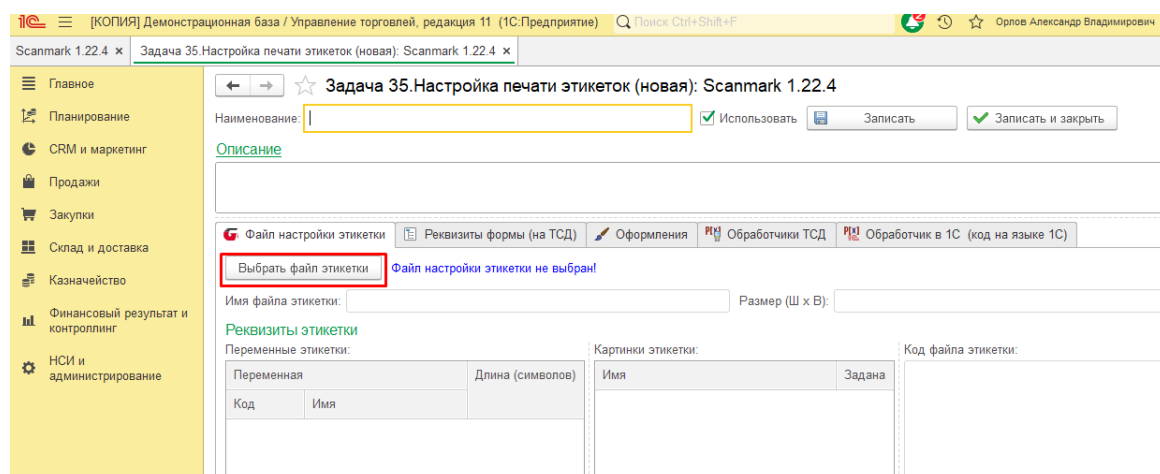 [КОПИЯ] Демонстрационная база / Управление торговлей, редакция 11 (1С:Предприятие) Поиск Ctrl+Shift+F Орлов Александр Владимирович
Scanmark 1.22.4 × Задача 35.Настройка печати этикеток (новая): Scanmark 1.22.4 ×
Главное
Планирование
CRM и маркетинг
Продажи
Закупки
Склад и доставка
Казначейство
Финансовый результат и
контроллинг
НСИ и
администрирование
Задача 35.Настройка печати этикеток (новая): Scanmark 1.22.4
Наименование: Использовать Записать Записать и закрыть
Описание
Файл настройки этикетки Реквизиты формы (на ТСД) Оформления Обработчики ТСД Обработчик в 1С (код на языке 1С)
Выбрать файл этикетки Файл настройки этикетки не выбран!
Имя файла этикетки: Размер (Ш x В):
Реквизиты этикетки
Переменные этикетки: Картинки этикетки: Код файла этикетки:
Переменная Длина (символов) Имя Задана
Код Имя